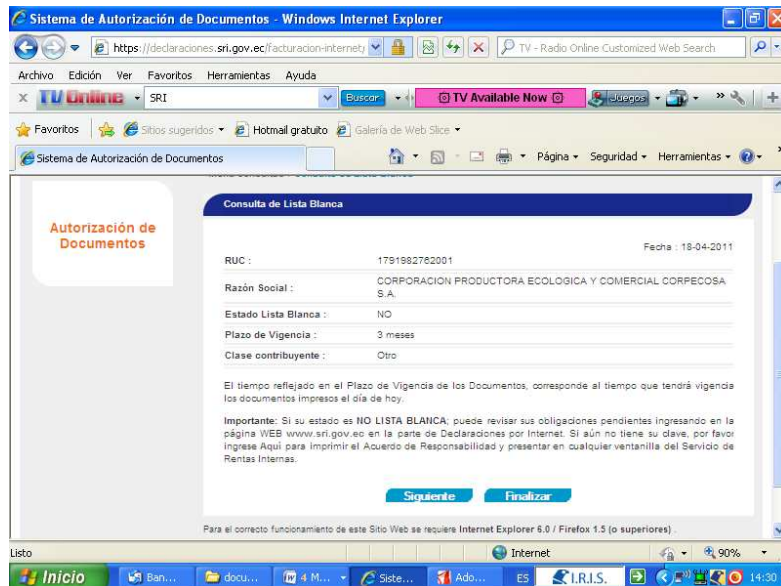 Sistema de Autorización de Documentos - Windows Internet Explorer
https://declaraciones.sri.gov.ec/facturacion-internet/
TV - Radio Online Customized Web Search
Archivo Edición Ver Favoritos Herramientas Ayuda
x TV Online SRI Buscar TV Available Now Juegos »
Favoritos Sitios sugeridos Hotmail gratuito Galería de Web Slice
Sistema de Autorización de Documentos Página Seguridad Herramientas
Autorización de
Documentos
Consulta de Lista Blanca
Fecha : 18-04-2011
RUC : 1791982762001
Razón Social : CORPORACION PRODUCTORA ECOLOGICA Y COMERCIAL CORPECOSA
S.A.
Estado Lista Blanca : NO
Plazo de Vigencia : 3 meses
Clase contribuyente : Otro
El tiempo reflejado en el Plazo de Vigencia de los Documentos, corresponde al tiempo que tendrá vigencia
los documentos impresos el día de hoy.
Importante: Si su estado es NO LISTA BLANCA; puede revisar sus obligaciones pendientes ingresando en la
página WEB www.sri.gov.ec en la parte de Declaraciones por Internet. Si aún no tiene su clave, por favor
ingrese Aquí para imprimir el Acuerdo de Responsabilidad y presentar en cualquier ventanilla del Servicio de
Rentas Internas.
Siguiente Finalizar
Para el correcto funcionamiento de este Sitio Web se requiere Internet Explorer 6.0 / Firefox 1.5 (o superiores) .
Listo Internet 90%
Inicio Ban... docu... 4 M... Siste... Ado... ES I.R.I.S. 14:30